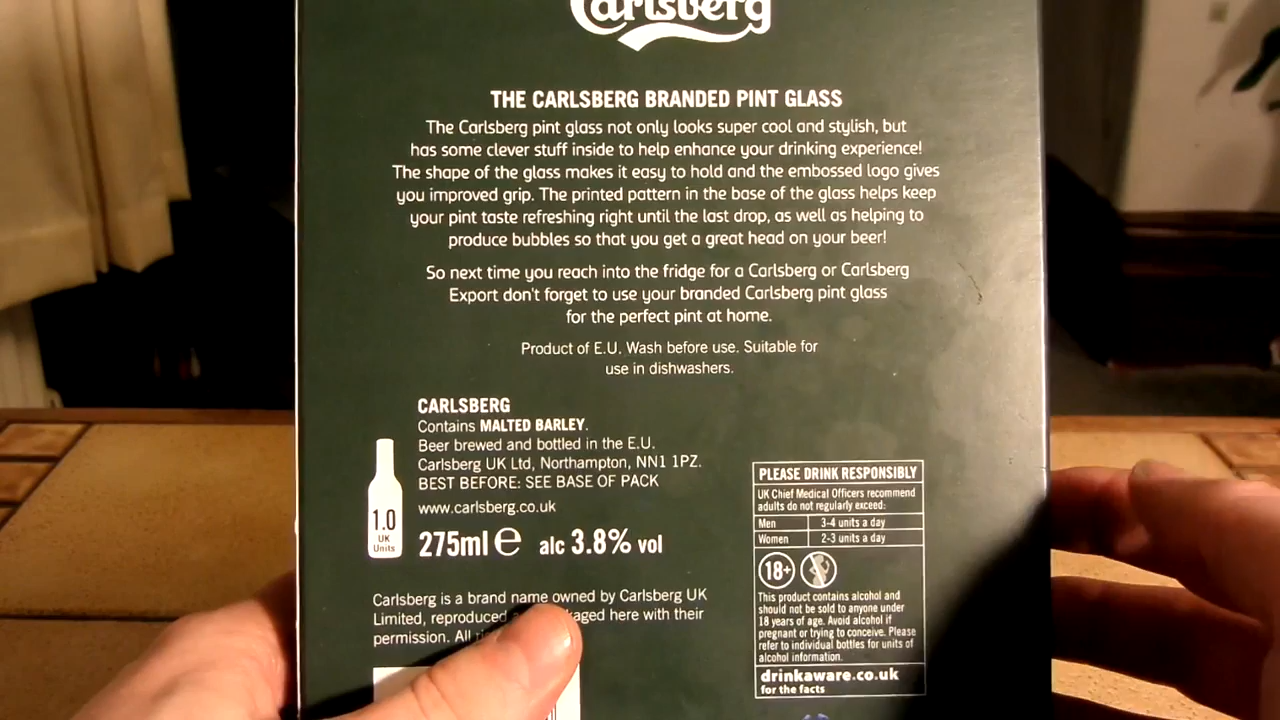 Carlsberg
THE CARLSBERG BRANDED PINT GLASS
The Carlsberg pint glass not only looks super cool and stylish, but
has some clever stuff inside to help enhance your drinking experience!
The shape of the glass makes it easy to hold and the embossed logo gives
you improved grip. The printed pattern in the base of the glass helps keep
your pint taste refreshing right until the last drop, as well as helping to
produce bubbles so that you get a great head on your beer!
So next time you reach into the fridge for a Carlsberg or Carlsberg
Export don't forget to use your branded Carlsberg pint glass
for the perfect pint at home.
Product of E.U. Wash before use. Suitable for
use in dishwashers.
CARLSBERG
Contains MALTED BARLEY.
Beer brewed and bottled in the E.U.
Carlsberg UK Ltd, Northampton, NN1 1PZ.
BEST BEFORE: SEE BASE OF PACK
www.carlsberg.co.uk
1.0
UK
Units
275ml e alc 3.8% vol
Carlsberg is a brand name owned by Carlsberg UK
Limited, reproduced here with their
permission. All
PLEASE DRINK RESPONSIBLY
UK Chief Medical Officers recommend
adults do not regularly exceed:
Men 3-4 units a day
Women 2-3 units a day
18+
This product contains alcohol and
should not be sold to anyone under
18 years of age. Avoid alcohol if
pregnant or trying to conceive. Please
refer to individual bottles for units of
alcohol information.
drinkaware.co.uk
for the facts